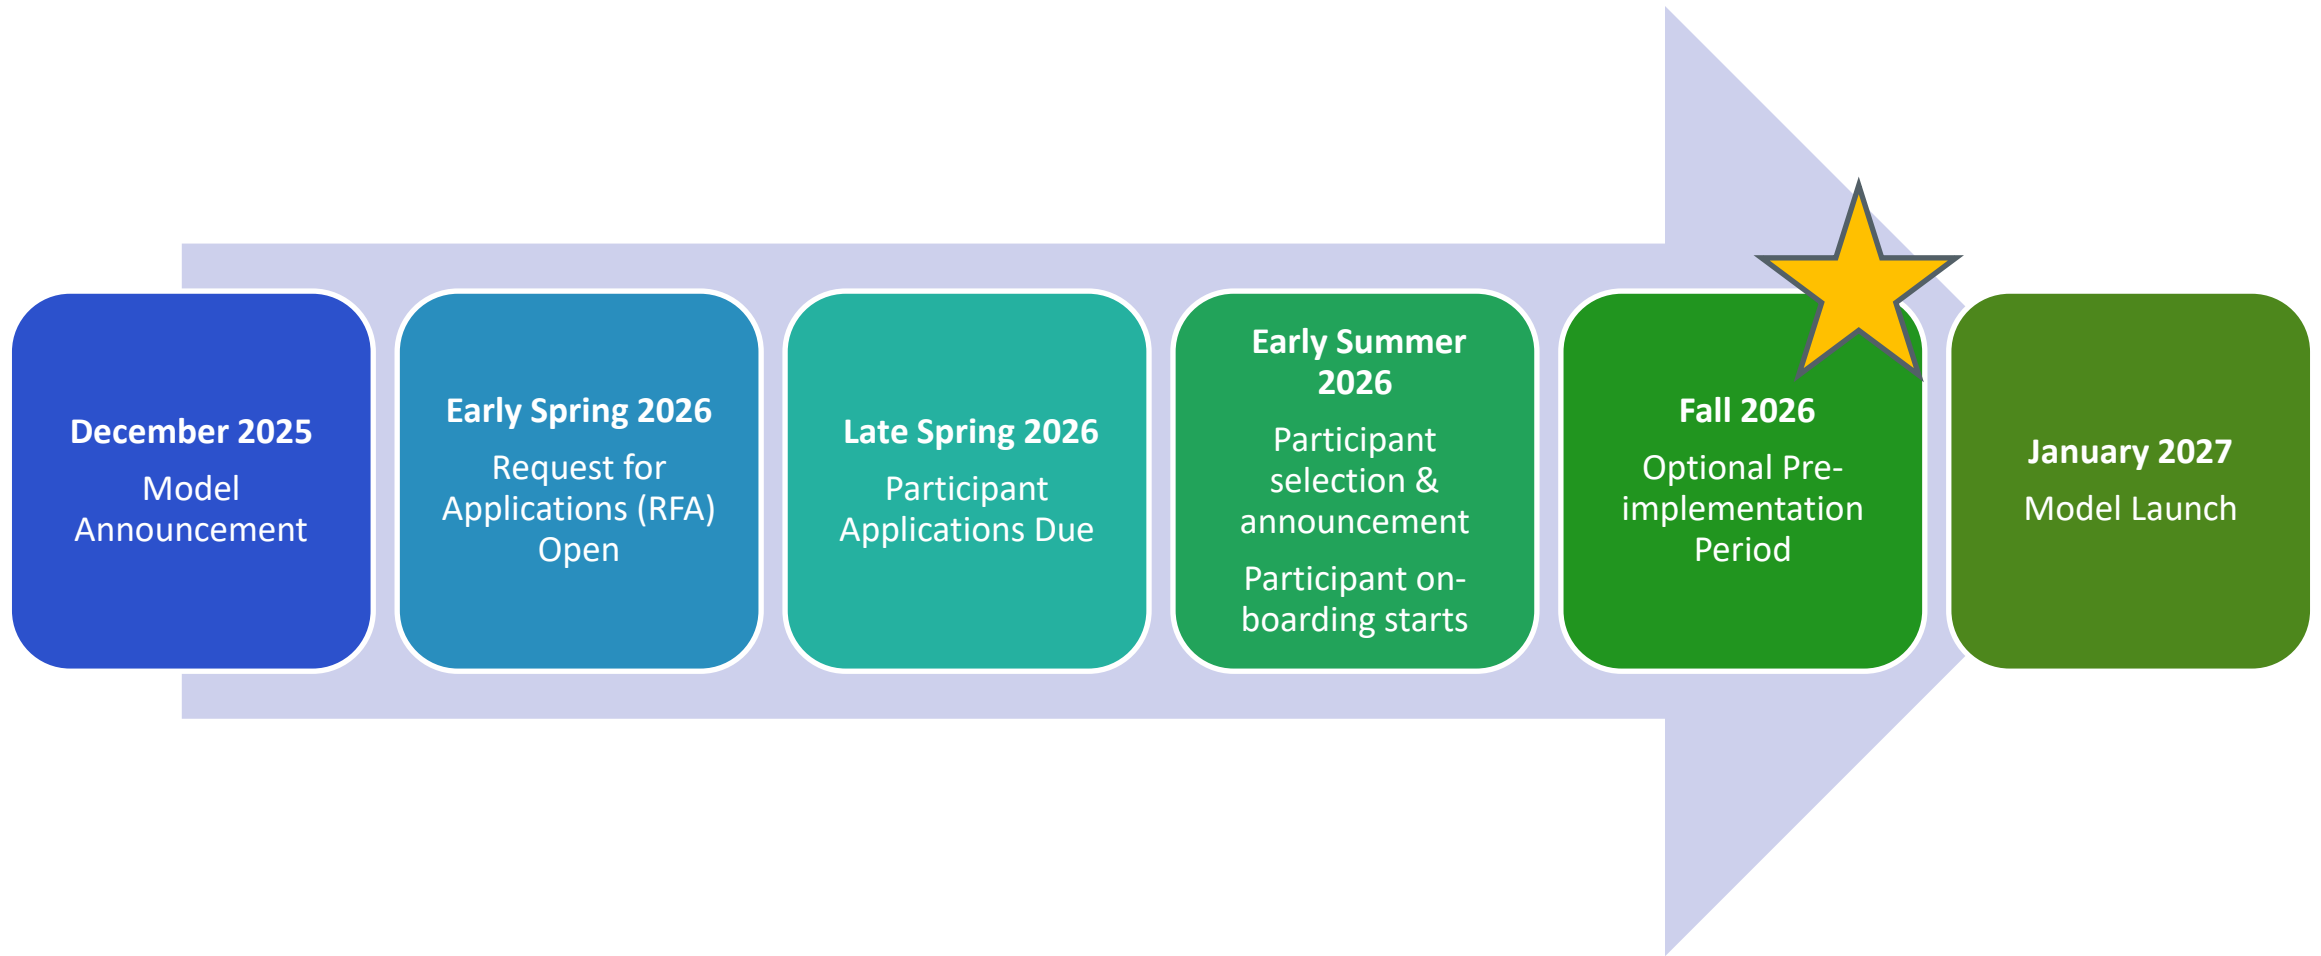 December 2025
Model
Announcement
Early Spring 2026
Request for
Applications (RFA)
Open
Late Spring 2026
Participant
Applications Due
Early Summer
2026
Participant
selection &
announcement
Participant on-
boarding starts
Fall 2026
Optional Pre-
implementation
Period
January 2027
Model Launch